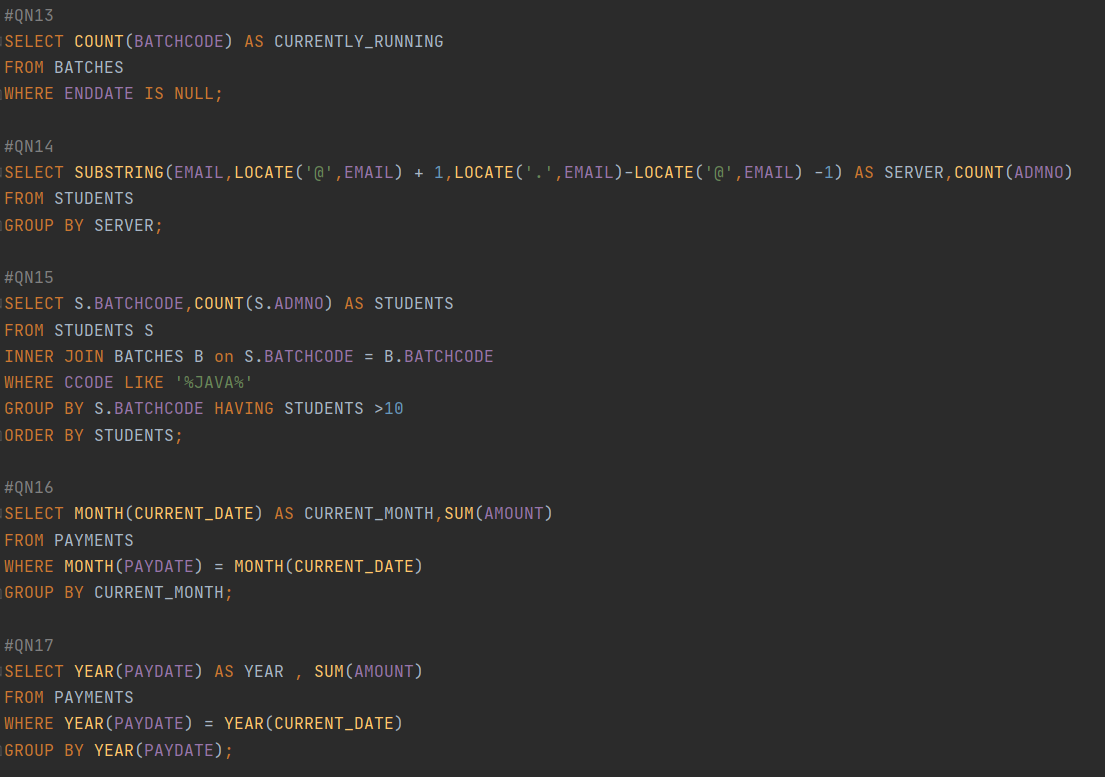 #QN13
SELECT COUNT(BATCHCODE) AS CURRENTLY_RUNNING
FROM BATCHES
WHERE ENDDATE IS NULL;
#QN14
SELECT SUBSTRING(EMAIL,LOCATE('@',EMAIL) + 1,LOCATE('.',EMAIL)-LOCATE('@',EMAIL) -1) AS SERVER,COUNT(ADMNO)
FROM STUDENTS
GROUP BY SERVER;
#QN15
SELECT S.BATCHCODE,COUNT(S.ADMNO) AS STUDENTS
FROM STUDENTS S
INNER JOIN BATCHES B on S.BATCHCODE = B.BATCHCODE
WHERE CCODE LIKE '%JAVA%'
GROUP BY S.BATCHCODE HAVING STUDENTS >10
ORDER BY STUDENTS;
#QN16
SELECT MONTH(CURRENT_DATE) AS CURRENT_MONTH,SUM(AMOUNT)
FROM PAYMENTS
WHERE MONTH(PAYDATE) = MONTH(CURRENT_DATE)
GROUP BY CURRENT_MONTH;
#QN17
SELECT YEAR(PAYDATE) AS YEAR , SUM(AMOUNT)
FROM PAYMENTS
WHERE YEAR(PAYDATE) = YEAR(CURRENT_DATE)
GROUP BY YEAR(PAYDATE);